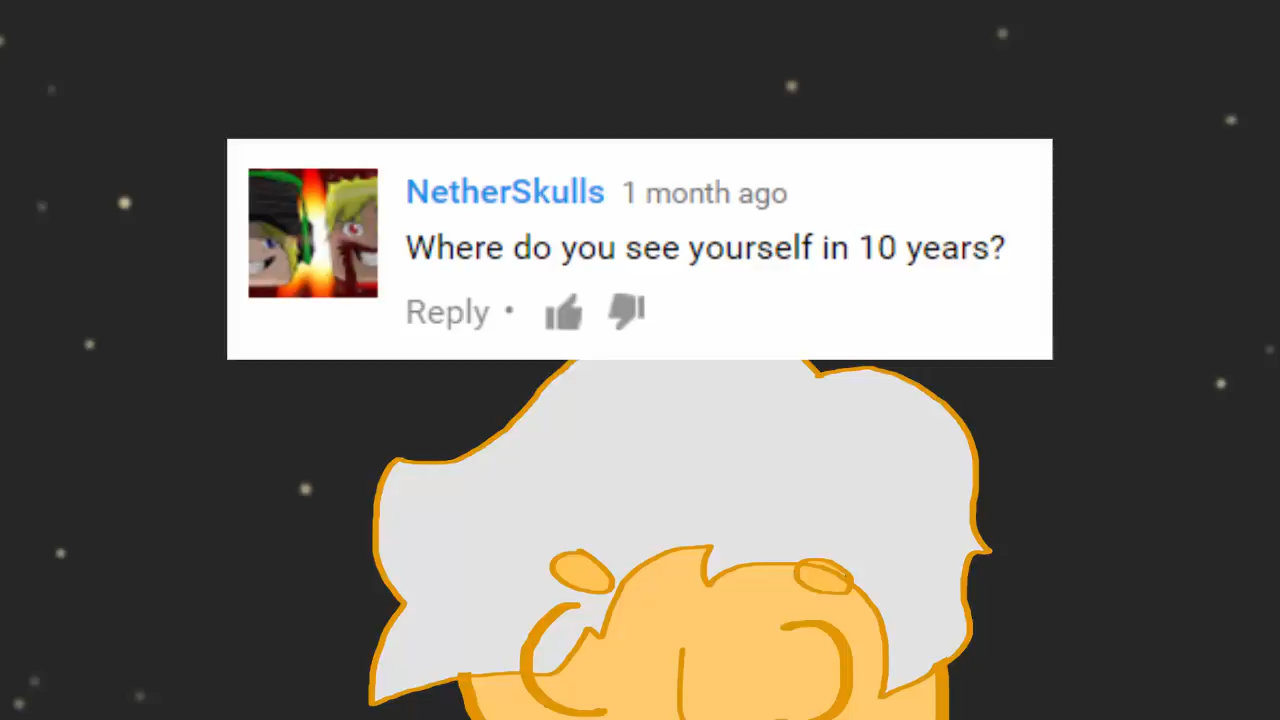 NetherSkulls 1 month ago
Where do you see yourself in 10 years?
Reply •